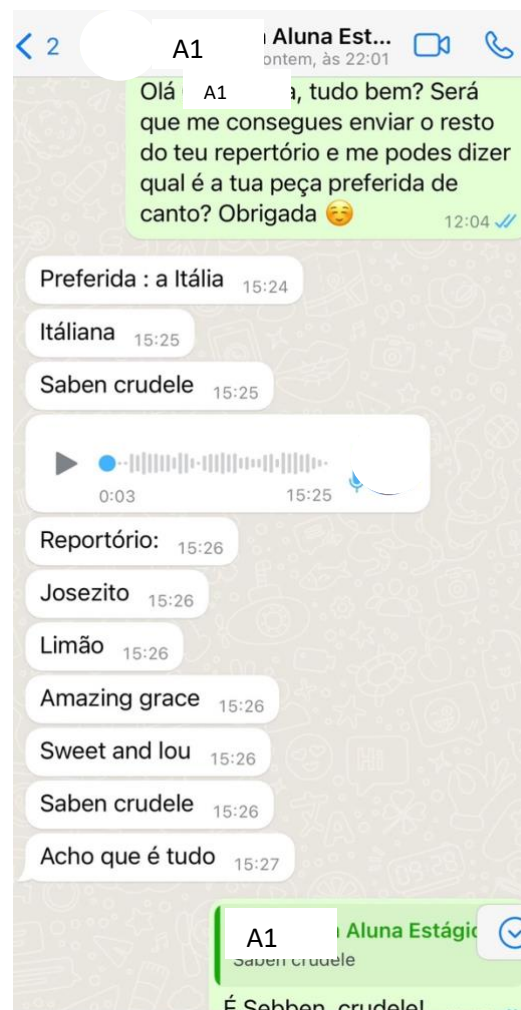 2
A1
Aluna Est...
ontem, às 22:01
Olá A1 a, tudo bem? Será
que me consegues enviar o resto
do teu repertório e me podes dizer
qual é a tua peça preferida de
canto? Obrigada ☺️
12:04
Preferida : a Itália 15:24
Itáliana 15:25
Saben crudele 15:25
0:03 15:25
Reportório: 15:26
Josezito 15:26
Limão 15:26
Amazing grace 15:26
Sweet and lou 15:26
Saben crudele 15:26
Acho que é tudo 15:27
A1 Aluna Estágio
Saben crudele
É Sebben, crudele!